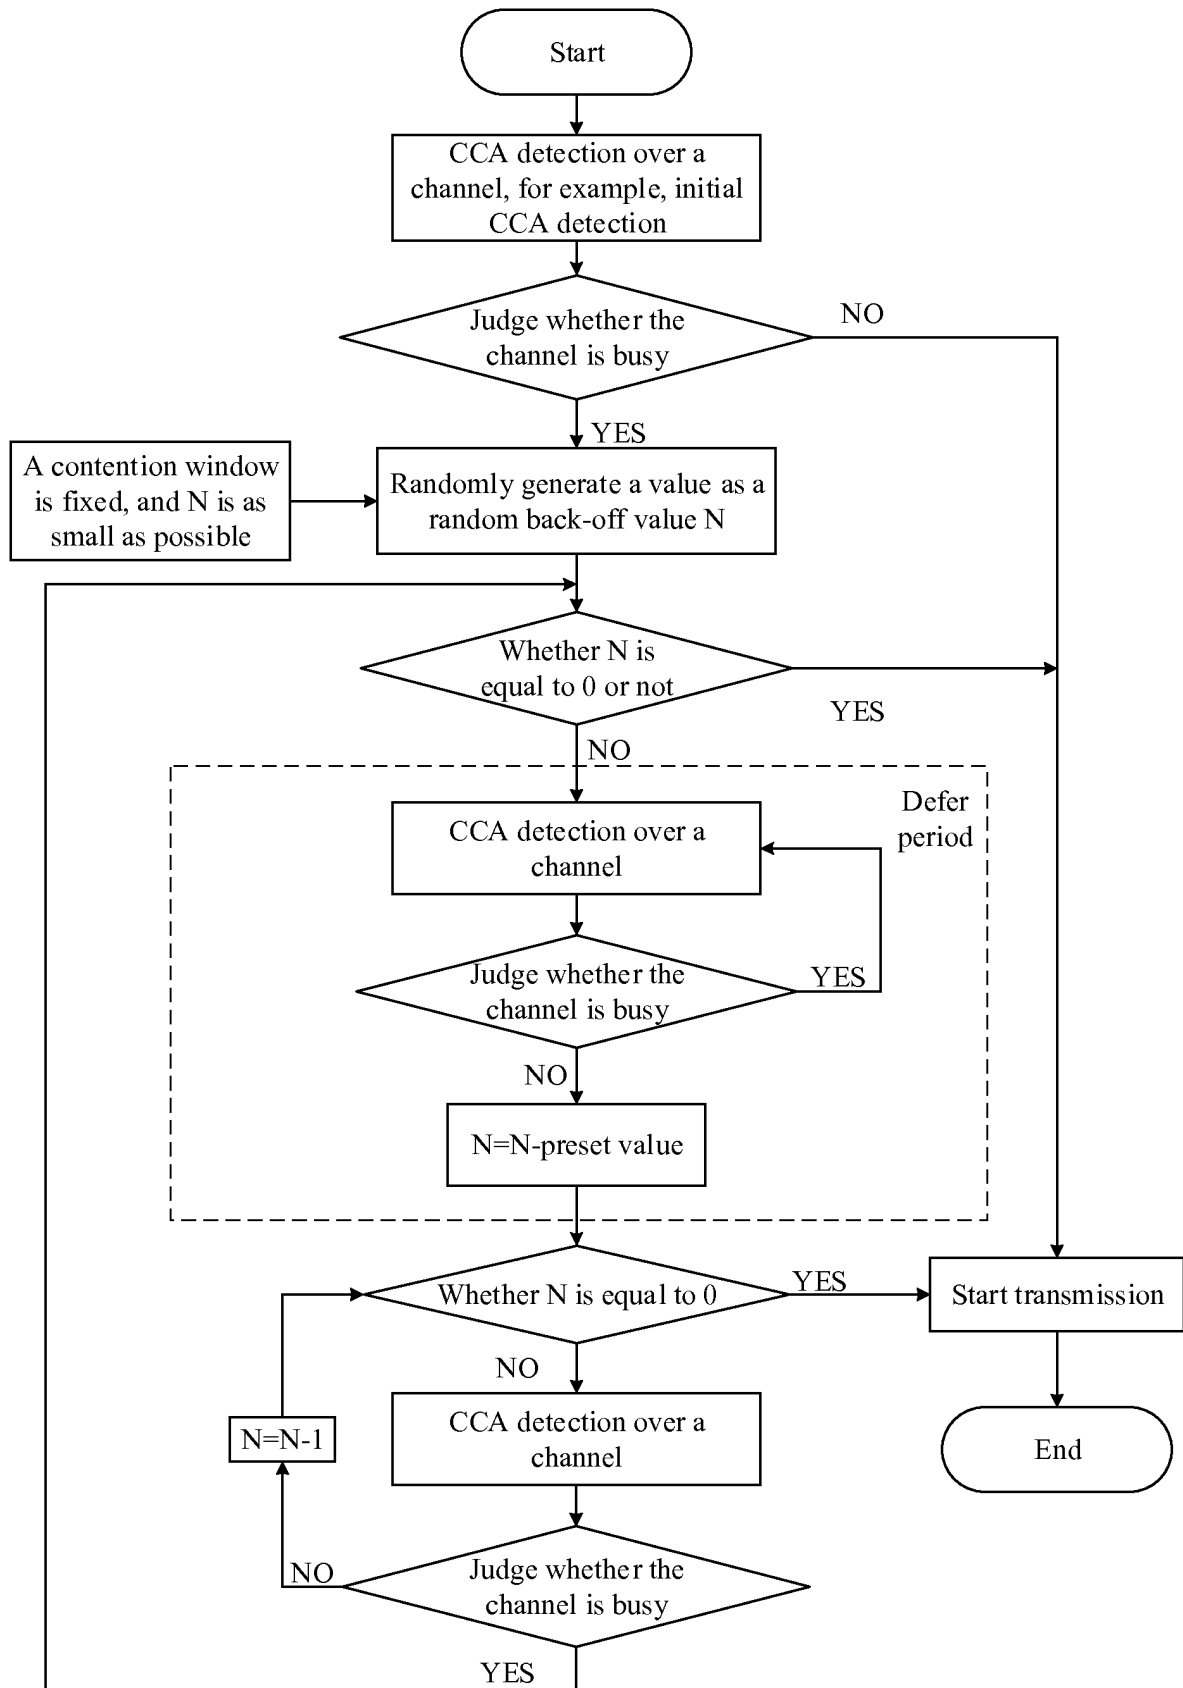 Start
CCA detection over a
channel, for example, initial
CCA detection
Judge whether the
channel is busy
NO
YES
A contention window
is fixed, and N is as
small as possible
Randomly generate a value as a
random back-off value N
Whether N is
equal to 0 or not
YES
NO
Defer
period
CCA detection over a
channel
Judge whether the
channel is busy
YES
NO
N=N-preset value
Whether N is equal to 0
YES
Start transmission
NO
CCA detection over a
channel
N=N-1
End
Judge whether the
channel is busy
NO
YES